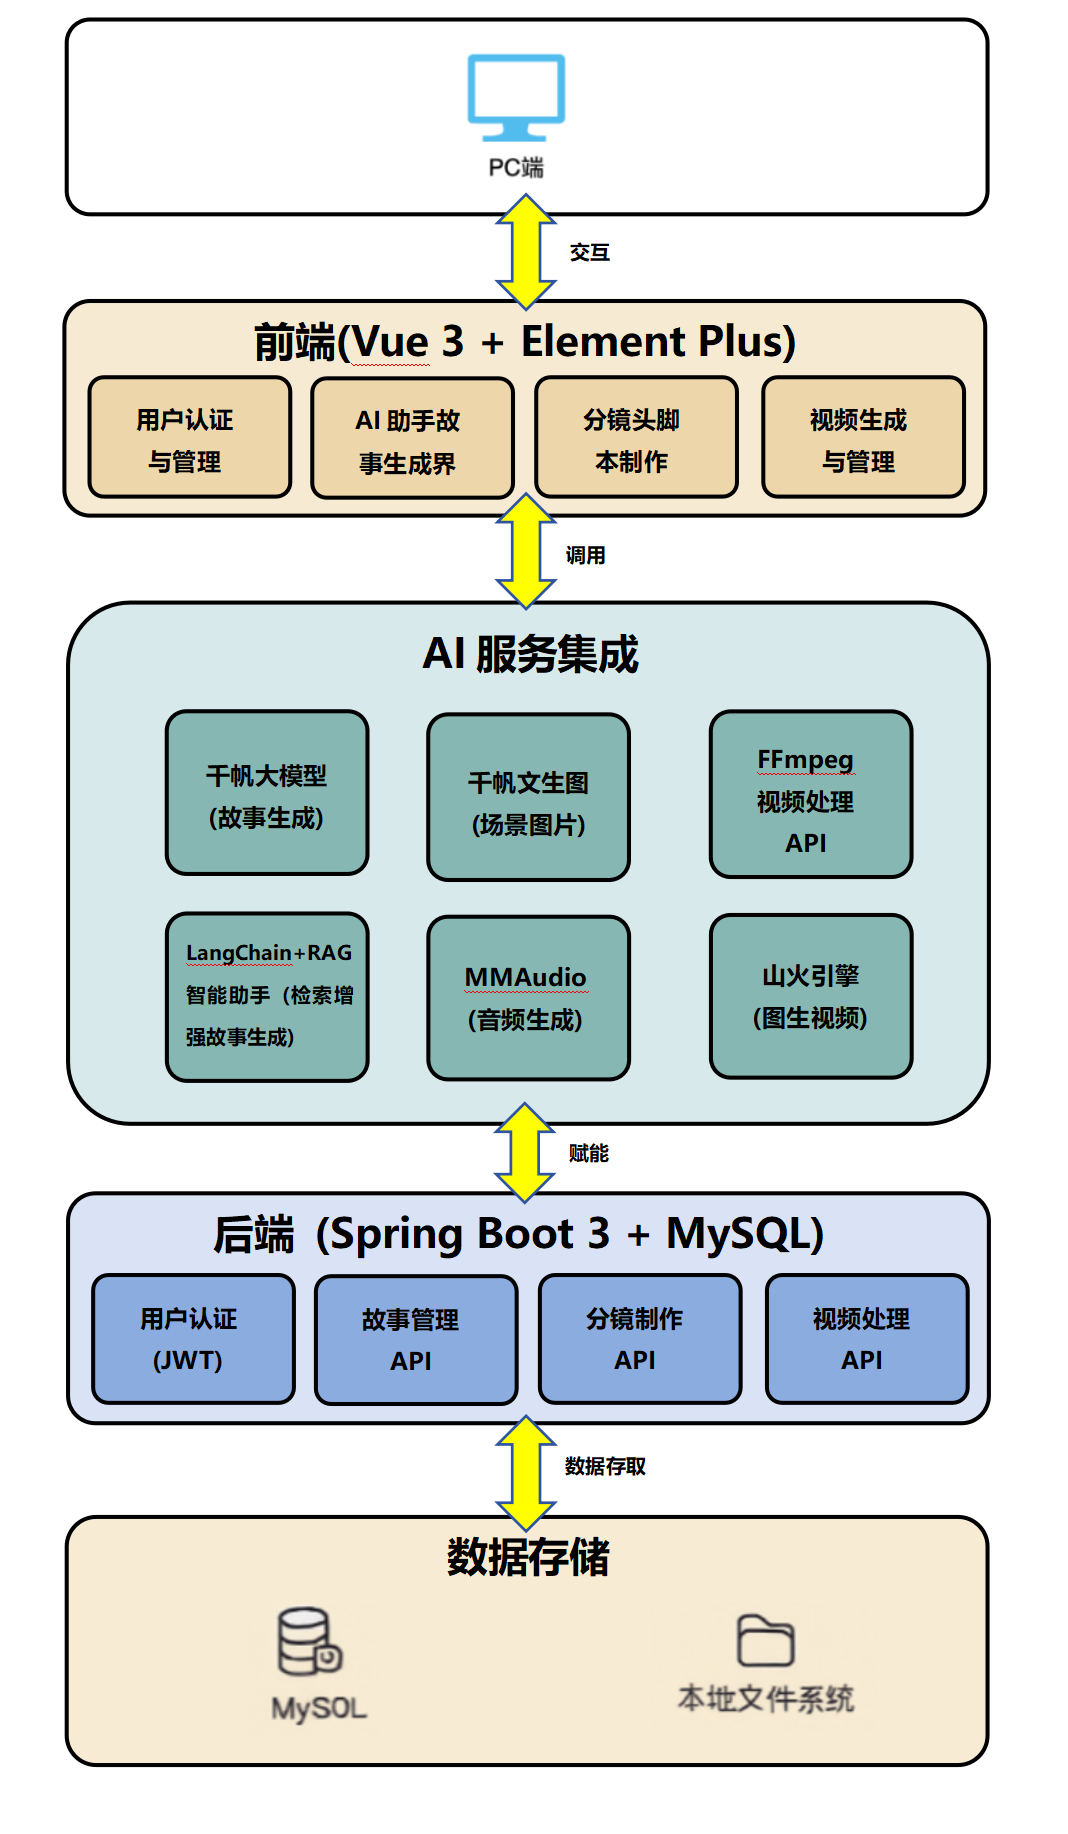 PC端
交互
前端(Vue 3 + Element Plus)
用户认证
与管理
AI 助手故
事生成界
分镜头脚
本制作
视频生成
与管理
调用
AI 服务集成
千帆大模型
(故事生成)
千帆文生图
(场景图片)
FFmpeg
视频处理
API
LangChain+RAG
智能助手（检索增
强故事生成）
MMAudio
(音频生成)
山火引擎
(图生视频)
赋能
后端 (Spring Boot 3 + MySQL)
用户认证
(JWT)
故事管理
API
分镜制作
API
视频处理
API
数据存取
数据存储
MySOL
本地文件系统